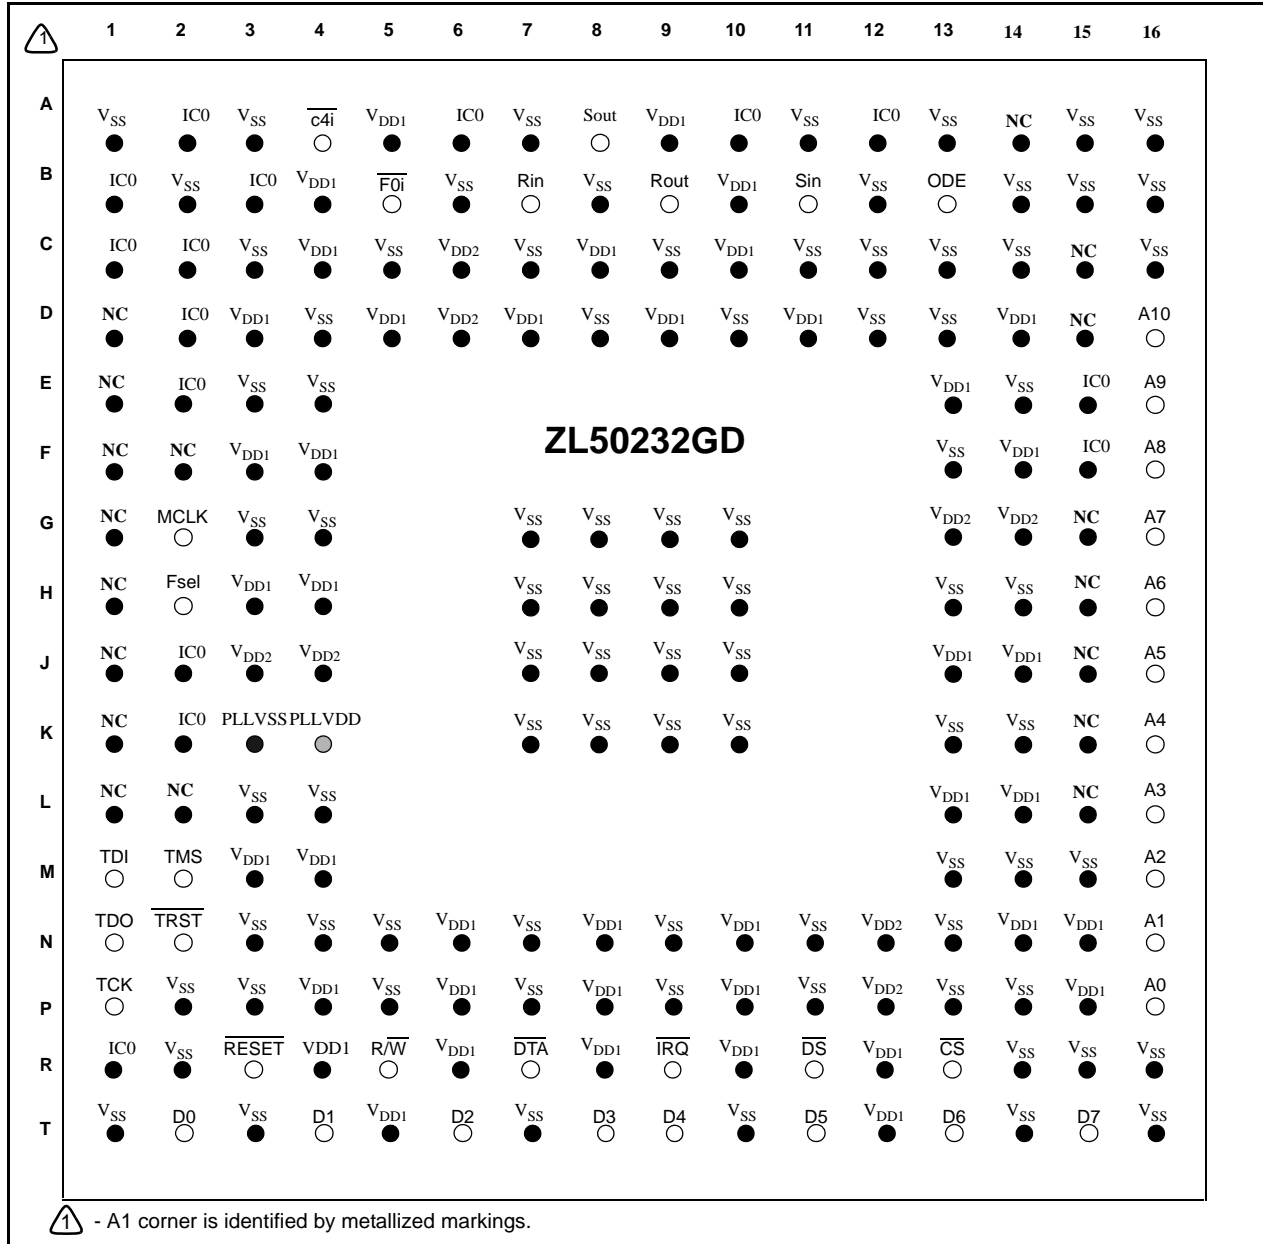 1 1 2 3 4 5 6 7 8 9 10 11 12 13 14 15 16
A VSS IC0 VSS c4i VDD1 IC0 VSS Sout VDD1 IC0 VSS IC0 VSS NC VSS VSS
B IC0 VSS IC0 VDD1 F0i VSS Rin VSS Rout VDD1 Sin VSS ODE VSS VSS VSS
C IC0 IC0 VSS VDD1 VSS VDD2 VSS VDD1 VSS VDD1 VSS VSS VSS VSS NC VSS
D NC IC0 VDD1 VSS VDD1 VDD2 VDD1 VSS VDD1 VSS VDD1 VSS VSS VDD1 NC A10
E NC IC0 VSS VSS VDD1 VSS IC0 A9
ZL50232GD
F NC NC VDD1 VDD1 VSS VDD1 IC0 A8
G NC MCLK VSS VSS VSS VSS VSS VSS VDD2 VDD2 NC A7
H NC Fsel VDD1 VDD1 VSS VSS VSS VSS VSS VSS NC A6
J NC IC0 VDD2 VDD2 VSS VSS VSS VSS VDD1 VDD1 NC A5
K NC IC0 PLLVSS PLLVDD VSS VSS VSS VSS VSS VSS NC A4
L NC NC VSS VSS VDD1 VDD1 NC A3
M TDI TMS VDD1 VDD1 VSS VSS VSS A2
N TDO TRST VSS VSS VSS VDD1 VSS VDD1 VSS VDD1 VSS VDD2 VSS VDD1 VDD1 A1
P TCK VSS VSS VDD1 VSS VDD1 VSS VDD1 VSS VDD1 VSS VDD2 VSS VSS VDD1 A0
R IC0 VSS RESET VDD1 R/W VDD1 DTA VDD1 IRQ VDD1 DS VDD1 CS VSS VSS VSS
T VSS D0 VSS D1 VDD1 D2 VSS D3 D4 VSS D5 VDD1 D6 VSS D7 VSS
1 - A1 corner is identified by metallized markings.